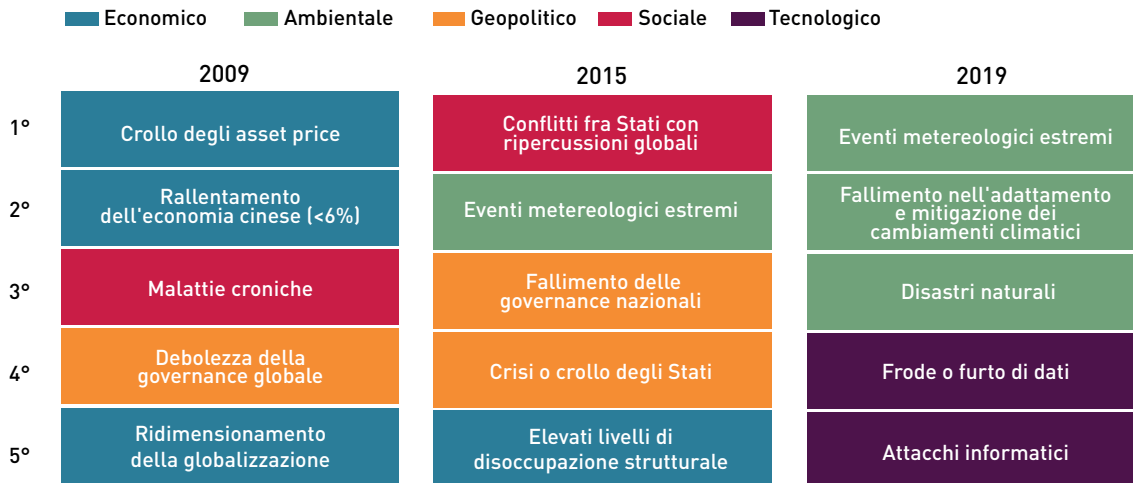 Economico Ambientale Geopolitico Sociale Tecnologico
2009 2015 2019
1°
Crollo degli asset price
Conflitti fra Stati con
ripercussioni globali
Eventi metereologici estremi
2°
Rallentamento
dell'economia cinese (<6%)
Eventi metereologici estremi
Fallimento nell'adattamento
e mitigazione dei
cambiamenti climatici
3°
Malattie croniche
Fallimento delle
governance nazionali
Disastri naturali
4°
Debolezza della
governance globale
Crisi o crollo degli Stati
Frode o furto di dati
5°
Ridimensionamento
della globalizzazione
Elevati livelli di
disoccupazione strutturale
Attacchi informatici